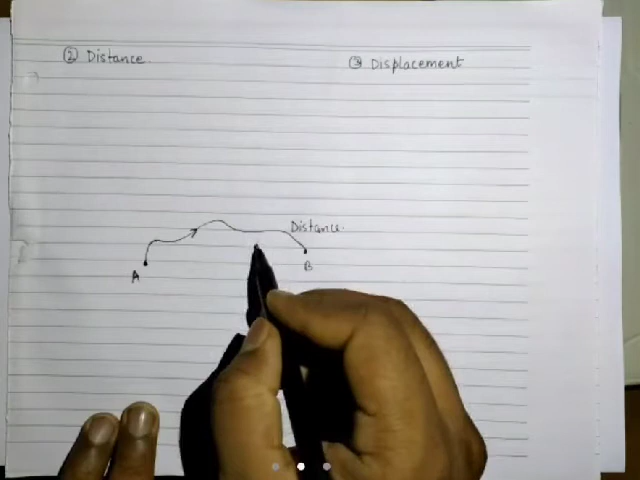 ② Distance
③ Displacement
Distance.
A
B